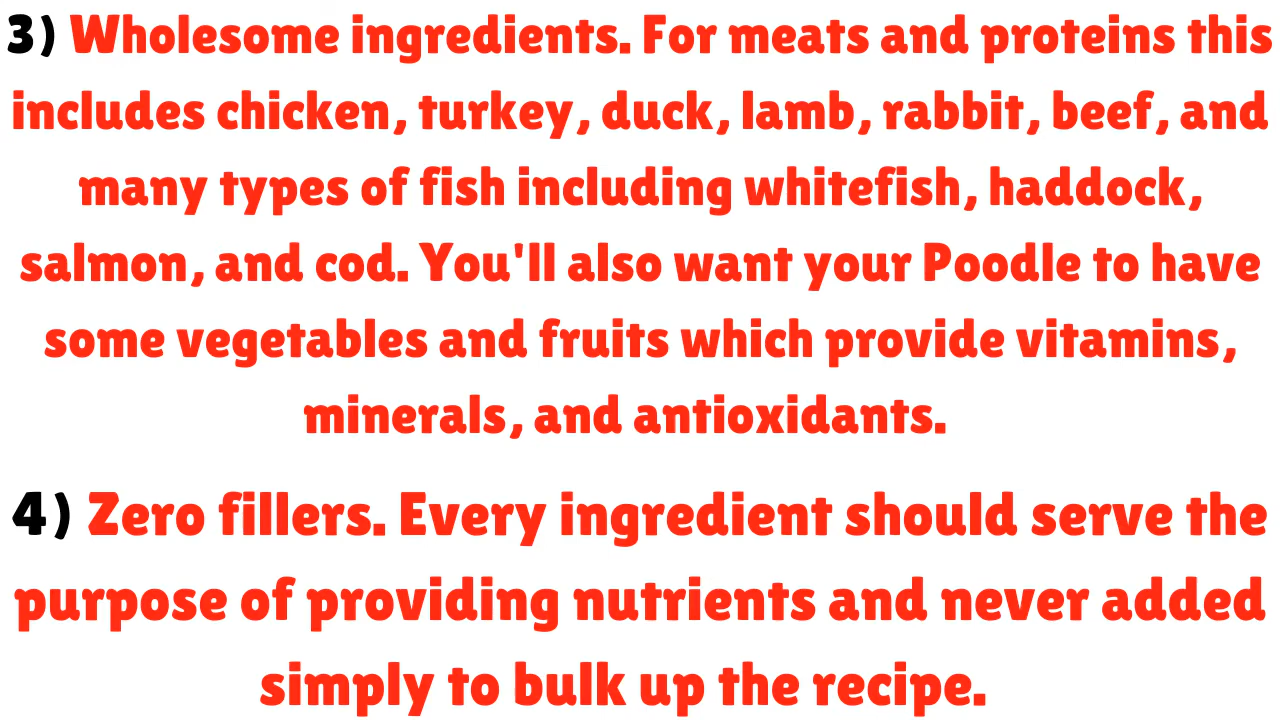 3) Wholesome ingredients. For meats and proteins this
includes chicken, turkey, duck, lamb, rabbit, beef, and
many types of fish including whitefish, haddock,
salmon, and cod. You'll also want your Poodle to have
some vegetables and fruits which provide vitamins,
minerals, and antioxidants.
4) Zero fillers. Every ingredient should serve the
purpose of providing nutrients and never added
simply to bulk up the recipe.